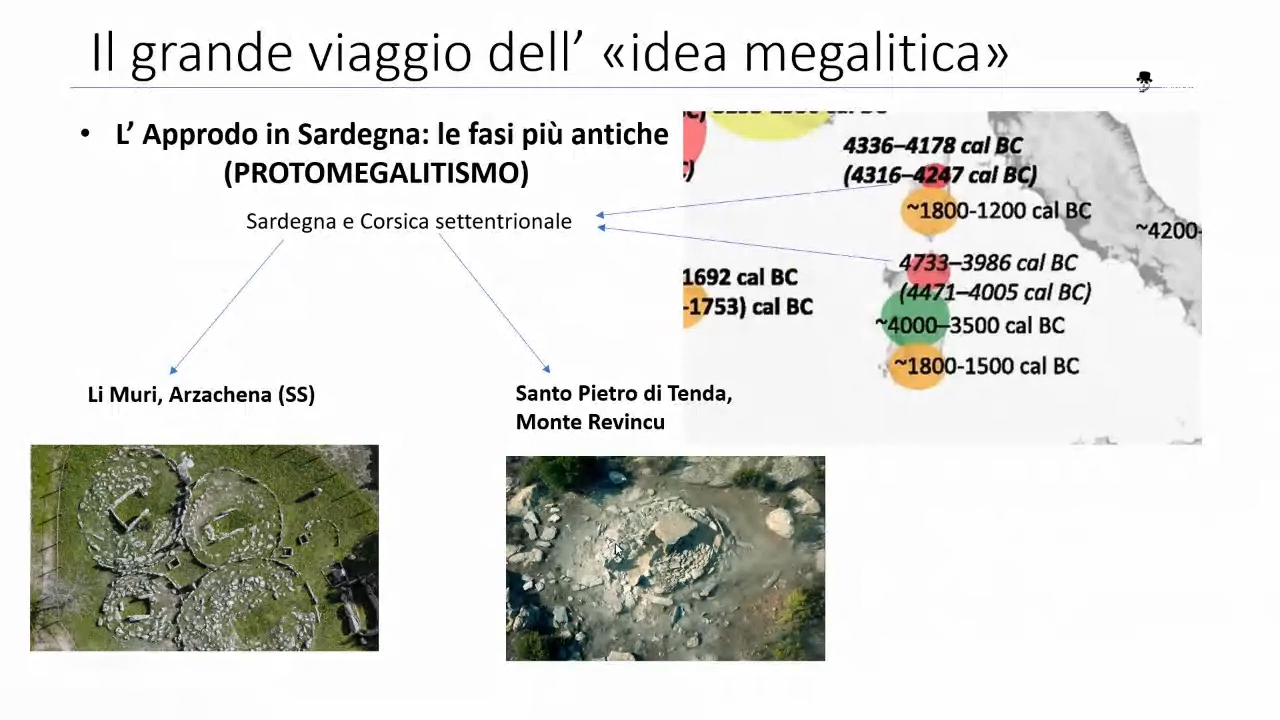 Il grande viaggio dell’ «idea megalitica»
• L’ Approdo in Sardegna: le fasi più antiche
(PROTOMEGALITISMO)
Sardegna e Corsica settentrionale
4336–4178 cal BC
(4316–4247 cal BC)
~1800-1200 cal BC
~4200-
4733–3986 cal BC
(4471–4005 cal BC)
~4000–3500 cal BC
~1800-1500 cal BC
1692 cal BC
-1753) cal BC
Li Muri, Arzachena (SS)
Santo Pietro di Tenda,
Monte Revincu